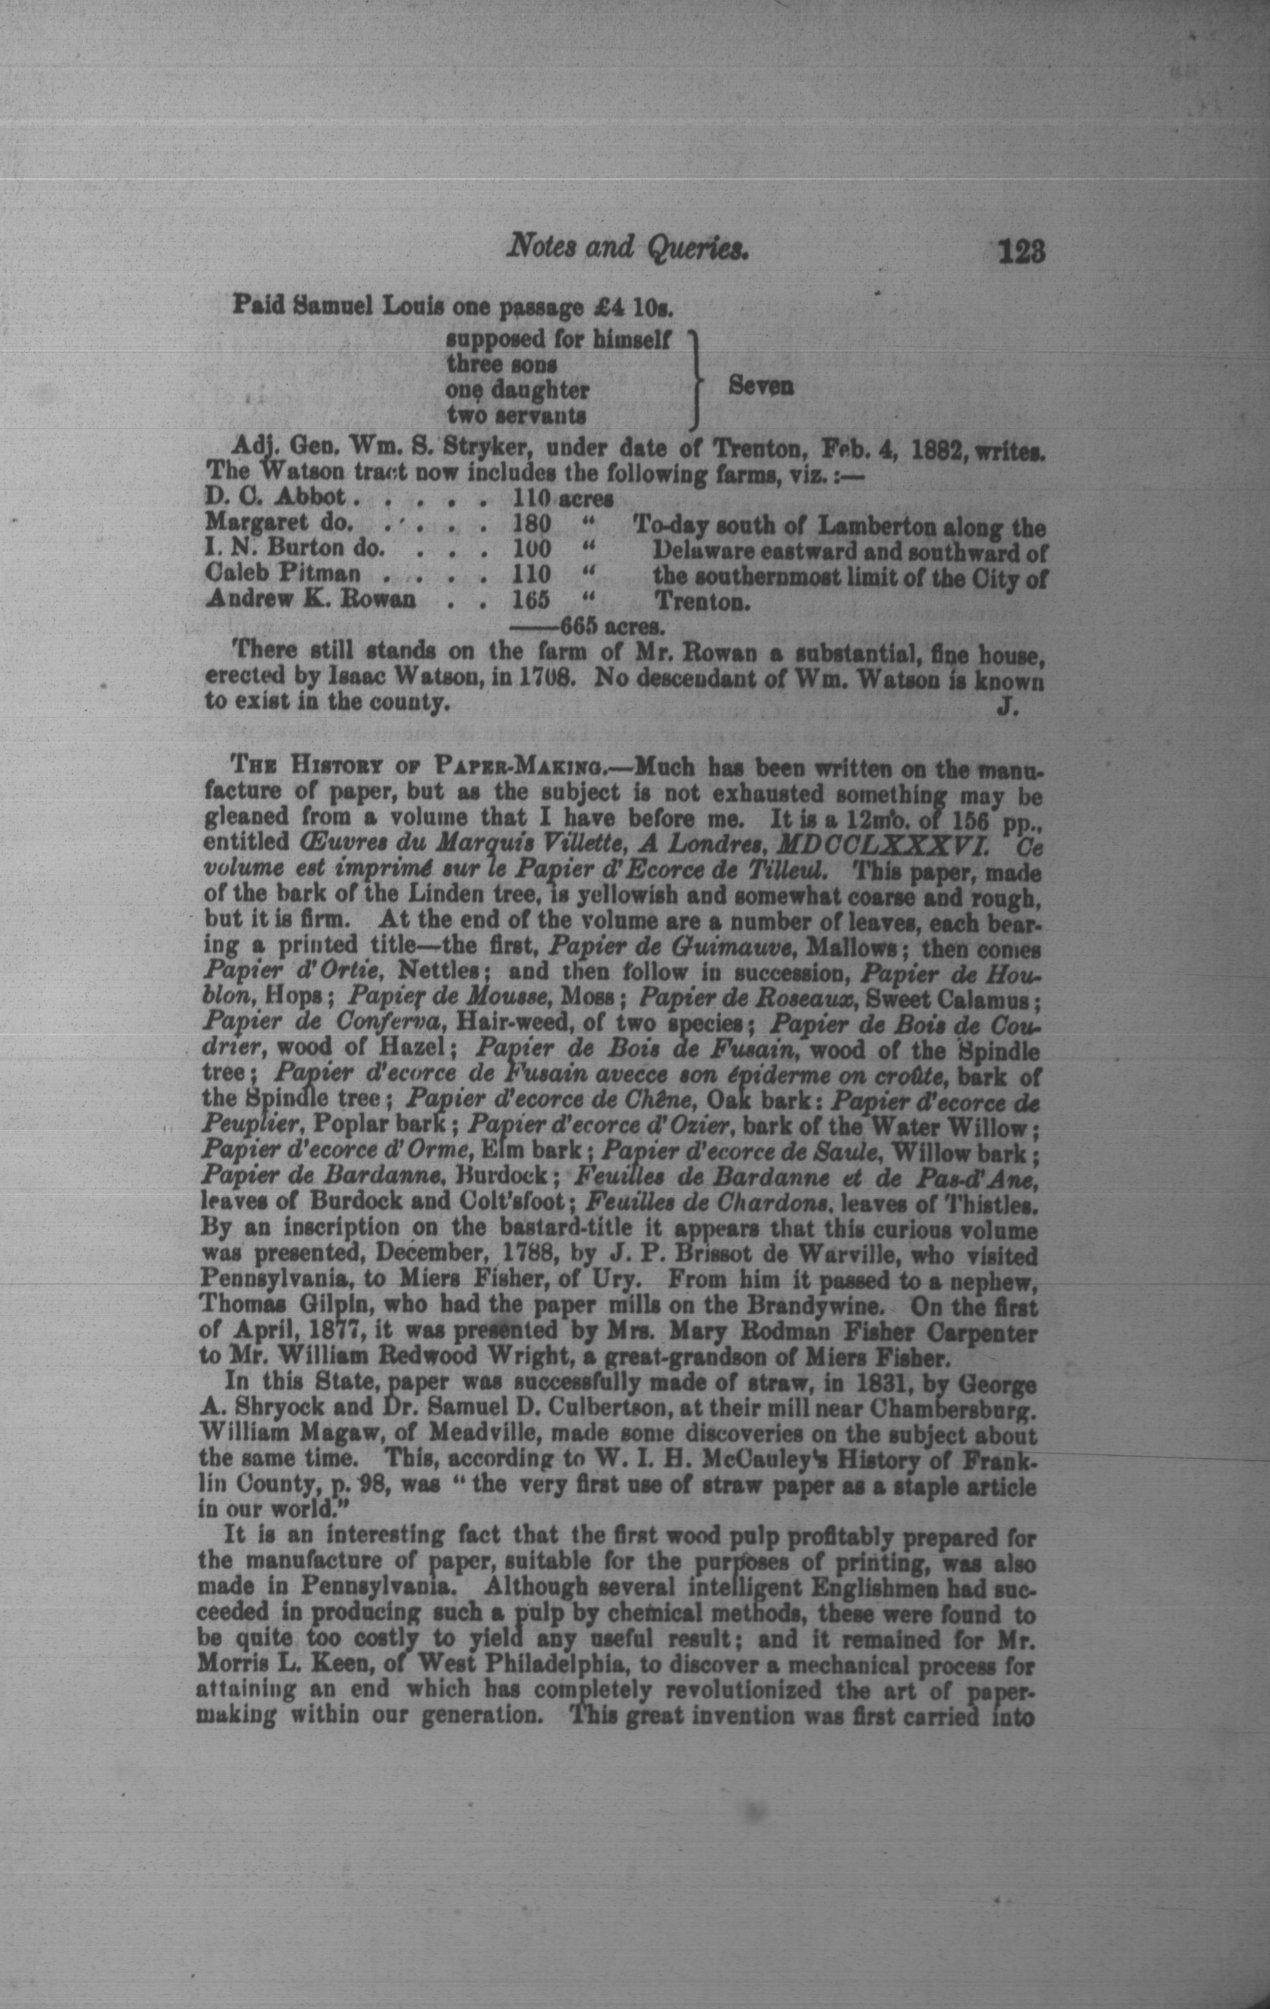 Notes and Queries. 123
Paid Samuel Louis one passage £4 10s.
supposed for himself
three sons
one daughter
two servants
Seven
Adj. Gen. Wm. S. Stryker, under date of Trenton, Feb. 4, 1882, writes.
The Watson tract now includes the following farms, viz. :—
D. C. Abbot . . . . . 110 acres
Margaret do. . . . . . 180 " To-day south of Lamberton along the
I. N. Burton do. . . . 100 " Delaware eastward and southward of
Caleb Pitman . . . . 110 " the southernmost limit of the City of
Andrew K. Rowan . . 165 " Trenton.
——665 acres.
There still stands on the farm of Mr. Rowan a substantial, fine house,
erected by Isaac Watson, in 1708. No descendant of Wm. Watson is known
to exist in the county. J.
THE HISTORY OF PAPER-MAKING.—Much has been written on the manu-
facture of paper, but as the subject is not exhausted something may be
gleaned from a volume that I have before me. It is a 12mo. of 156 pp.,
entitled Œuvres du Marquis Villette, A Londres, MDCCLXXXVI. Ce
volume est imprimé sur le Papier d'Ecorce de Tilleul. This paper, made
of the bark of the Linden tree, is yellowish and somewhat coarse and rough,
but it is firm. At the end of the volume are a number of leaves, each bear-
ing a printed title—the first, Papier de Guimauve, Mallows; then comes
Papier d'Ortie, Nettles; and then follow in succession, Papier de Hou-
blon, Hops; Papier de Mousse, Moss; Papier de Roseaux, Sweet Calamus;
Papier de Conferva, Hair-weed, of two species; Papier de Bois de Cou-
drier, wood of Hazel; Papier de Bois de Fusain, wood of the Spindle
tree; Papier d'ecorce de Fusain avecce son épiderme on croûte, bark of
the Spindle tree; Papier d'ecorce de Chêne, Oak bark: Papier d'ecorce de
Peuplier, Poplar bark; Papier d'ecorce d'Ozier, bark of the Water Willow;
Papier d'ecorce d'Orme, Elm bark; Papier d'ecorce de Saule, Willow bark;
Papier de Bardanne, Burdock; Feuilles de Bardanne et de Pas-d'Ane,
leaves of Burdock and Colt'sfoot; Feuilles de Chardons, leaves of Thistles.
By an inscription on the bastard-title it appears that this curious volume
was presented, December, 1788, by J. P. Brissot de Warville, who visited
Pennsylvania, to Miers Fisher, of Ury. From him it passed to a nephew,
Thomas Gilpin, who had the paper mills on the Brandywine. On the first
of April, 1877, it was presented by Mrs. Mary Rodman Fisher Carpenter
to Mr. William Redwood Wright, a great-grandson of Miers Fisher.
In this State, paper was successfully made of straw, in 1831, by George
A. Shryock and Dr. Samuel D. Culbertson, at their mill near Chambersburg.
William Magaw, of Meadville, made some discoveries on the subject about
the same time. This, according to W. I. H. McCauley's History of Frank-
lin County, p. 98, was "the very first use of straw paper as a staple article
in our world."
It is an interesting fact that the first wood pulp profitably prepared for
the manufacture of paper, suitable for the purposes of printing, was also
made in Pennsylvania. Although several intelligent Englishmen had suc-
ceeded in producing such a pulp by chemical methods, these were found to
be quite too costly to yield any useful result; and it remained for Mr.
Morris L. Keen, of West Philadelphia, to discover a mechanical process for
attaining an end which has completely revolutionized the art of paper-
making within our generation. This great invention was first carried into